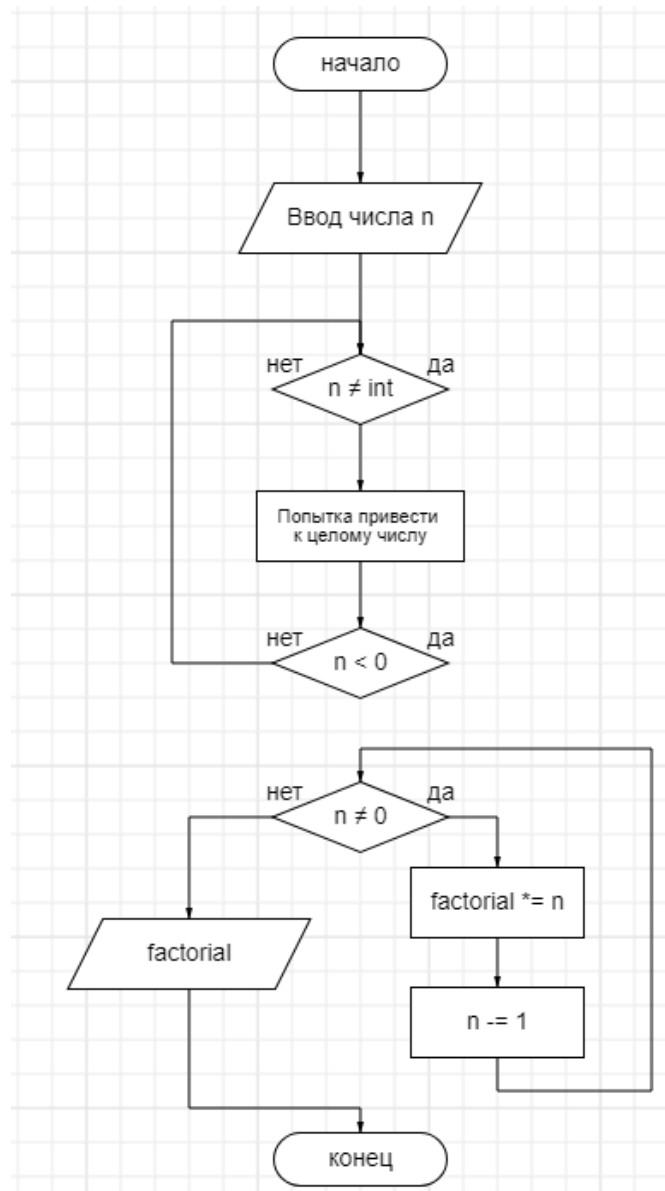 начало
Ввод числа n
нет
да
n ≠ int
Попытка привести
к целому числу
нет
да
n < 0
нет
да
n ≠ 0
factorial *= n
factorial
n -= 1
конец